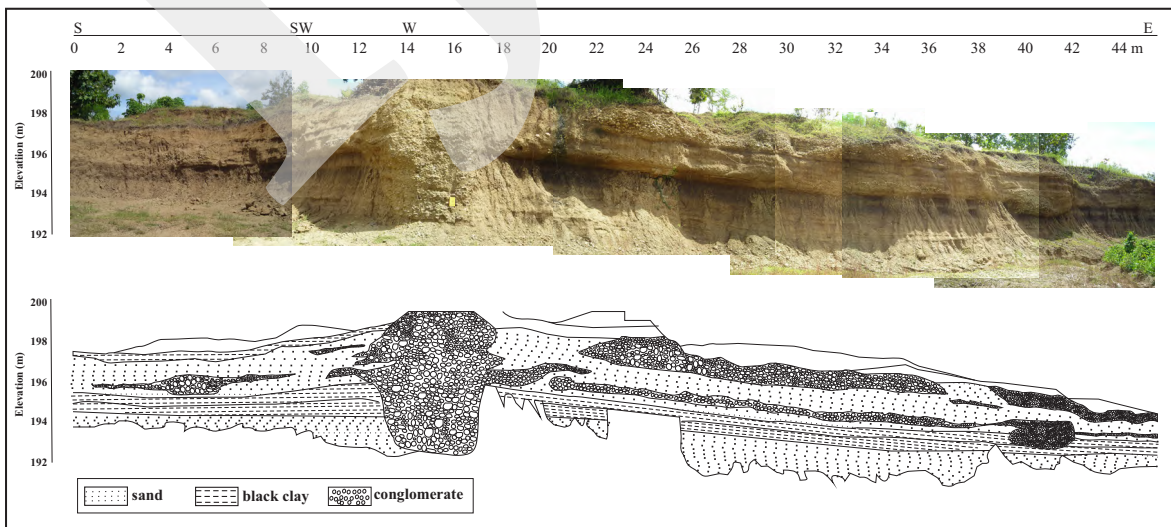 S SW W E
0 2 4 6 8 10 12 14 16 18 20 22 24 26 28 30 32 34 36 38 40 42 44 m
Elevatiion (m)
200
198
196
194
192
Elevation (m)
200
198
196
194
192
sand black clay conglomerate